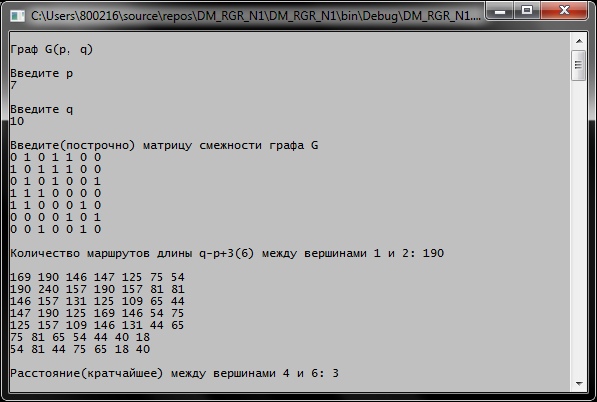 C:\Users\800216\source\repos\DM_RGR_N1\DM_RGR_N1\bin\Debug\DM_RGR_N1....
Граф G(p, q)
Введите p
7
Введите q
10
Введите(построчно) матрицу смежности графа G
0 1 0 1 1 0 0
1 0 1 1 1 0 0
0 1 0 1 0 0 1
1 1 1 0 0 0 0
1 1 0 0 0 1 0
0 0 0 0 1 0 1
0 0 1 0 0 1 0
Количество маршрутов длины q-p+3(6) между вершинами 1 и 2: 190
169 190 146 147 125 75 54
190 240 157 190 157 81 81
146 157 131 125 109 65 44
147 190 125 169 146 54 75
125 157 109 146 131 44 65
75 81 65 54 44 40 18
54 81 44 75 65 18 40
Расстояние(кратчайшее) между вершинами 4 и 6: 3